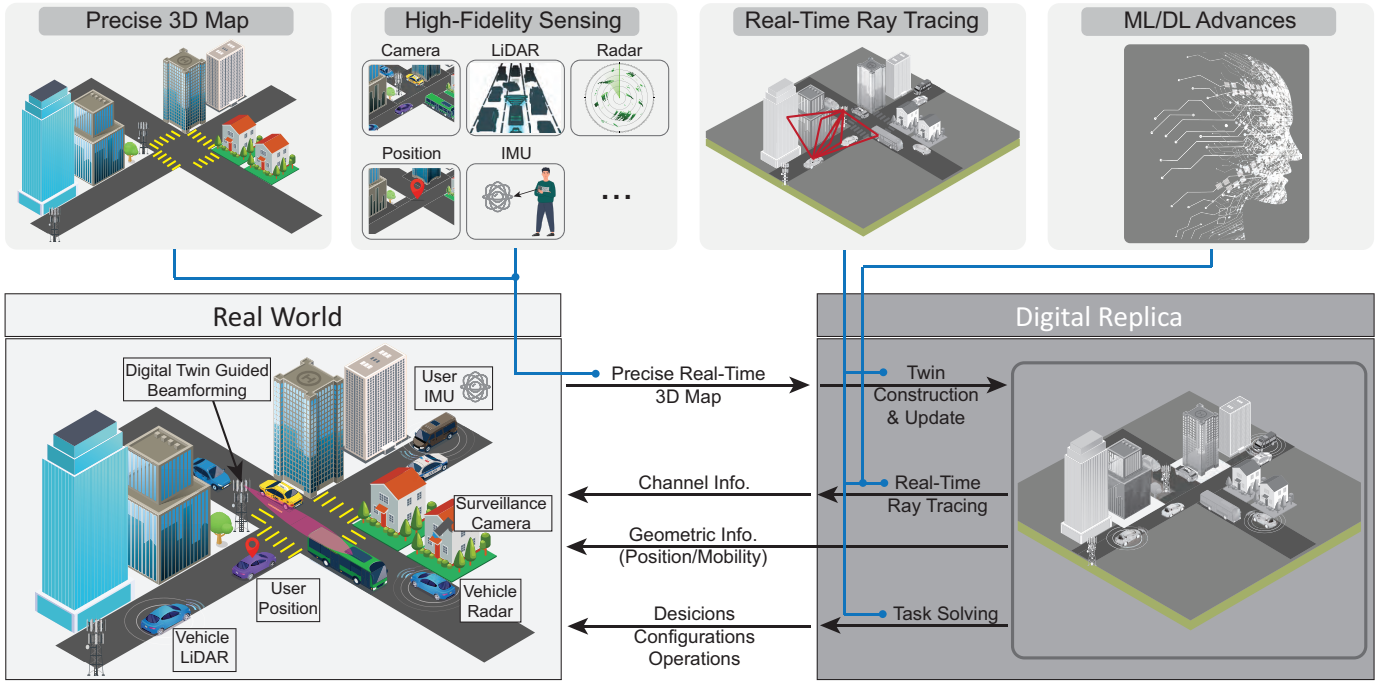 Precise 3D Map
High-Fidelity Sensing
Real-Time Ray Tracing
ML/DL Advances
Camera
LiDAR
Radar
Position
IMU
...
Real World
Digital Replica
Digital Twin Guided
Beamforming
User
IMU
Surveillance
Camera
User
Position
Vehicle
Radar
Vehicle
LiDAR
H
Precise Real-Time
3D Map
Channel Info.
Geometric Info.
(Position/Mobility)
Desicions
Configurations
Operations
Twin
Construction
& Update
Real-Time
Ray Tracing
Task Solving